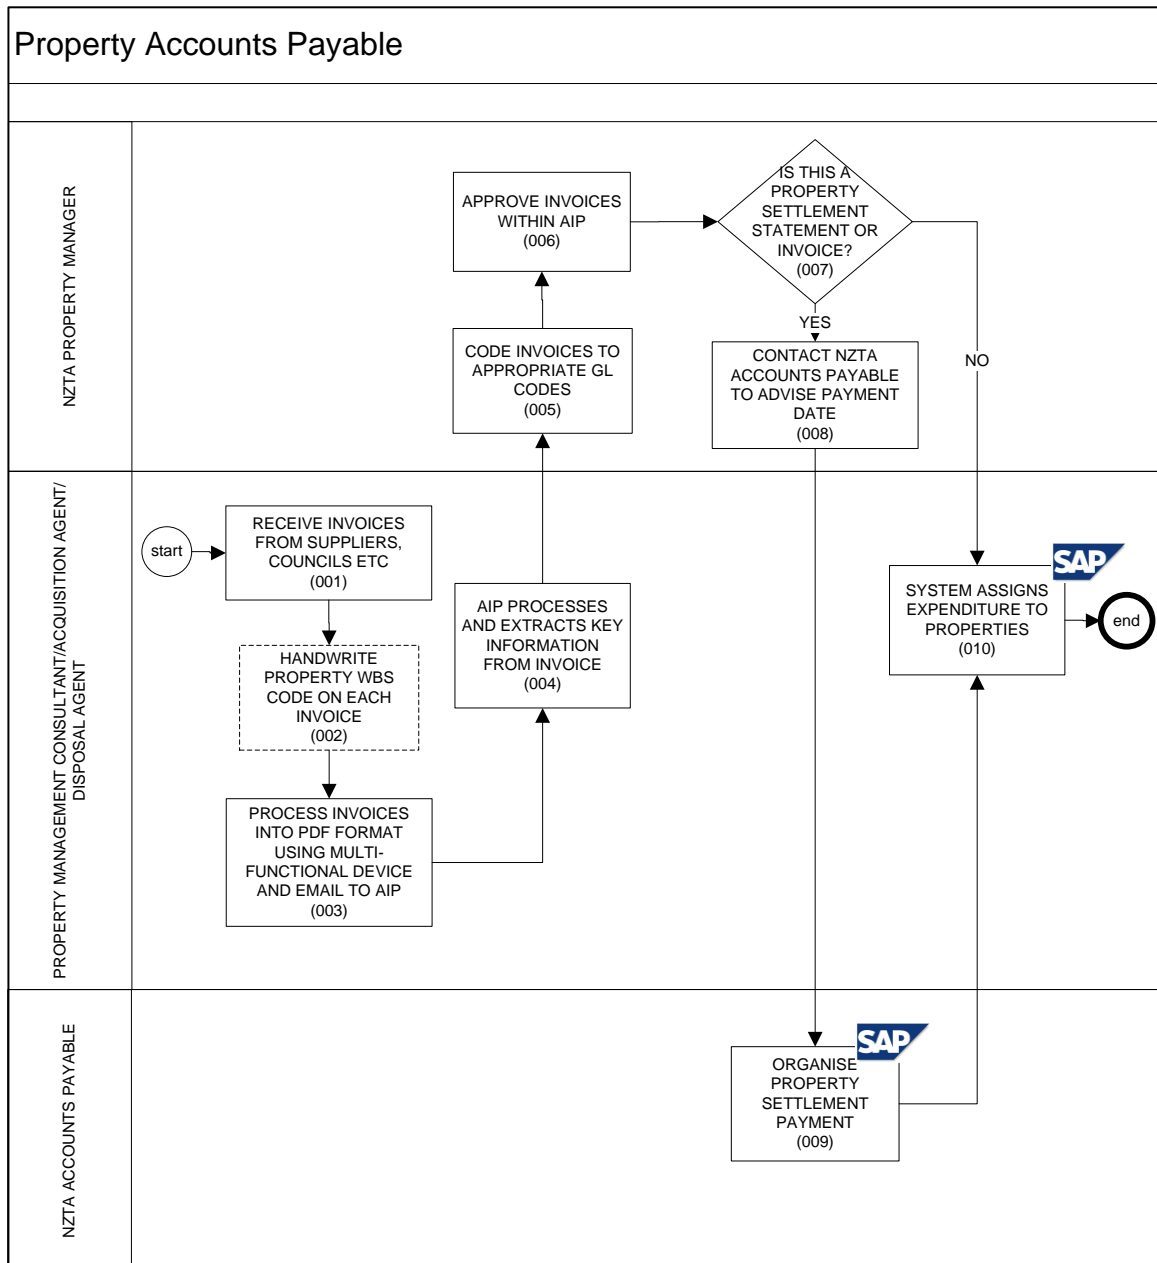 Property Accounts Payable
NZTA PROPERTY MANAGER
APPROVE INVOICES
WITHIN AIP
(006)
IS THIS A
PROPERTY
SETTLEMENT
STATEMENT OR
INVOICE?
(007)
YES
NO
CODE INVOICES TO
APPROPRIATE GL
CODES
(005)
CONTACT NZTA
ACCOUNTS PAYABLE
TO ADVISE PAYMENT
DATE
(008)
PROPERTY MANAGEMENT CONSULTANT/ACQUISITION AGENT/
DISPOSAL AGENT
start
RECEIVE INVOICES
FROM SUPPLIERS,
COUNCILS ETC
(001)
HANDWRITE
PROPERTY WBS
CODE ON EACH
INVOICE
(002)
PROCESS INVOICES
INTO PDF FORMAT
USING MULTI-
FUNCTIONAL DEVICE
AND EMAIL TO AIP
(003)
AIP PROCESSES
AND EXTRACTS KEY
INFORMATION
FROM INVOICE
(004)
SAP
SYSTEM ASSIGNS
EXPENDITURE TO
PROPERTIES
(010)
end
NZTA ACCOUNTS PAYABLE
SAP
ORGANISE
PROPERTY
SETTLEMENT
PAYMENT
(009)